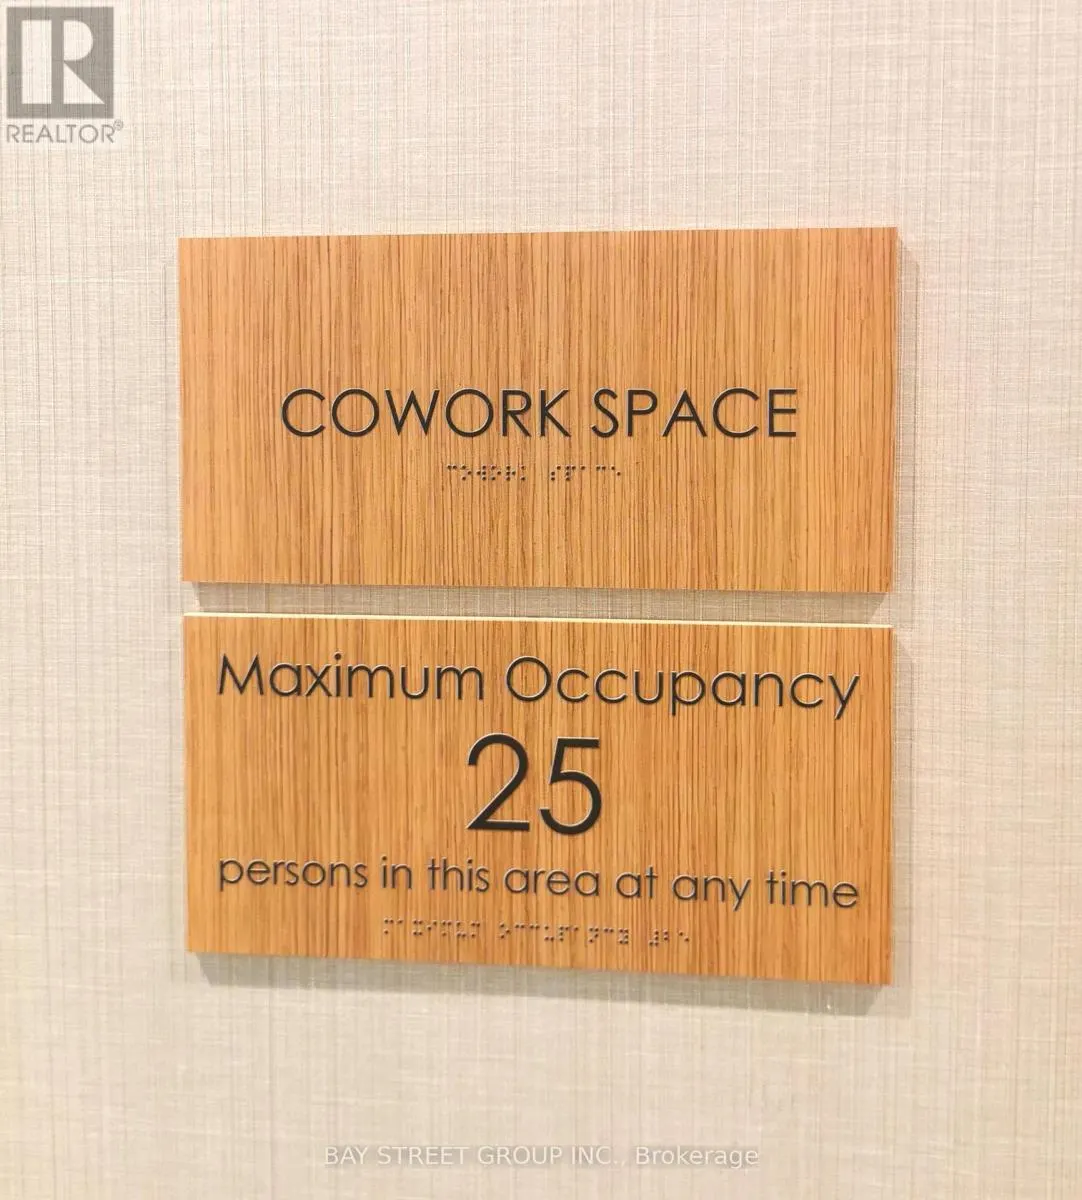 REALTOR®
COWORK SPACE
⠉⠕⠺⠕⠗⠅ ⠎⠏⠁⠉⠑
Maximum Occupancy
25
persons in this area at any time
⠍⠁⠭⠊⠍⠥⠍ ⠕⠉⠉⠥⠏⠁⠝⠉⠽ ⠼⠃⠑
BAY STREET GROUP INC., Brokerage